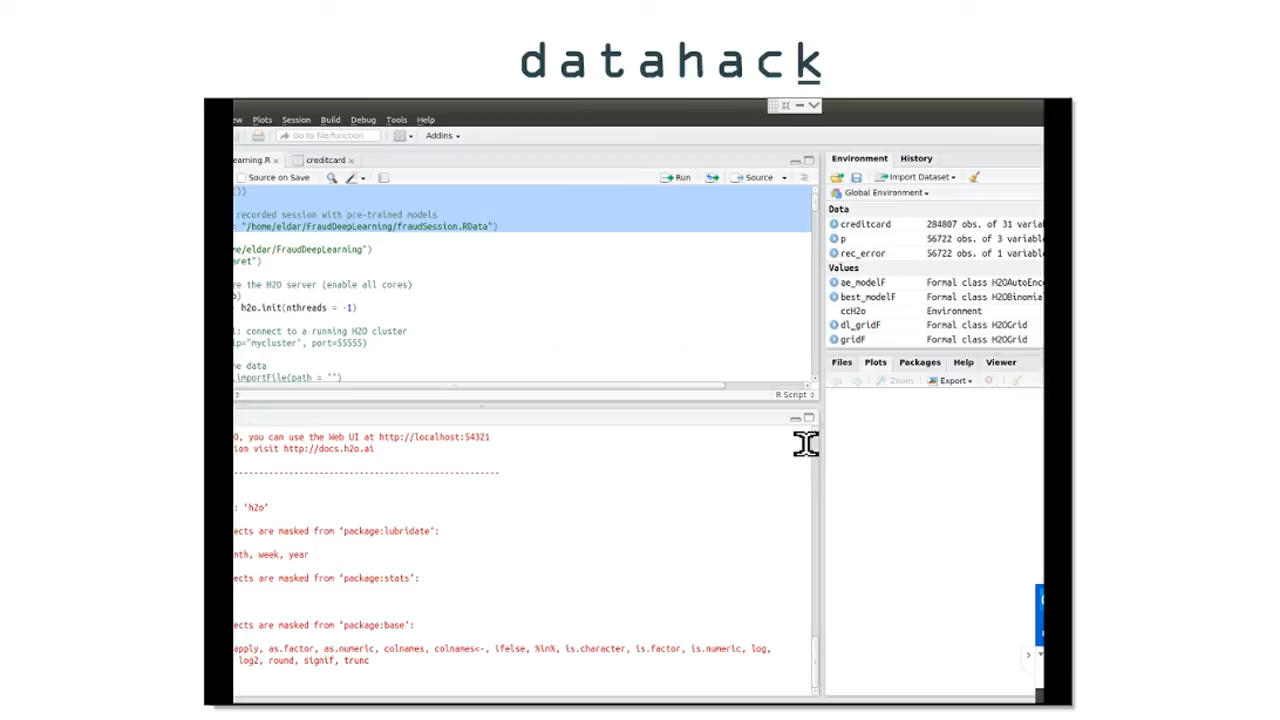 datahack
ew Plots Session Build Debug Tools Help
Go to file/function Addins
earning.R creditcard
Source on Save Run Source
())
recorded session with pre-trained models
= "/home/eldar/FraudDeepLearning/fraudSession.RData")
me/eldar/FraudDeepLearning")
aret")
re the H2O server (enable all cores)
o)
h2o.init(nthreads = -1)
l: connect to a running H2O cluster
ip="mycluster", port=55555)
he data
.importFile(path = "")
R Script
O, you can use the Web UI at http://localhost:54321
ion visit http://docs.h2o.ai
----------------------------------------------------------------------
: ‘h2o’
ects are masked from ‘package:lubridate’:
nth, week, year
ects are masked from ‘package:stats’:
ects are masked from ‘package:base’:
apply, as.factor, as.numeric, colnames, colnames<-, ifelse, %in%, is.character, is.factor, is.numeric, log,
log2, round, signif, trunc
Environment History
Import Dataset
Global Environment
Data
creditcard 284807 obs. of 31 varia
p 56722 obs. of 3 variabl
rec_error 56722 obs. of 1 variabl
Values
ae_modelF Formal class H2OAutoEnc
best_modelF Formal class H2OBinomia
ccH2o Environment
dl_gridF Formal class H2OGrid
gridF Formal class H2OGrid
Files Plots Packages Help Viewer
Zoom Export